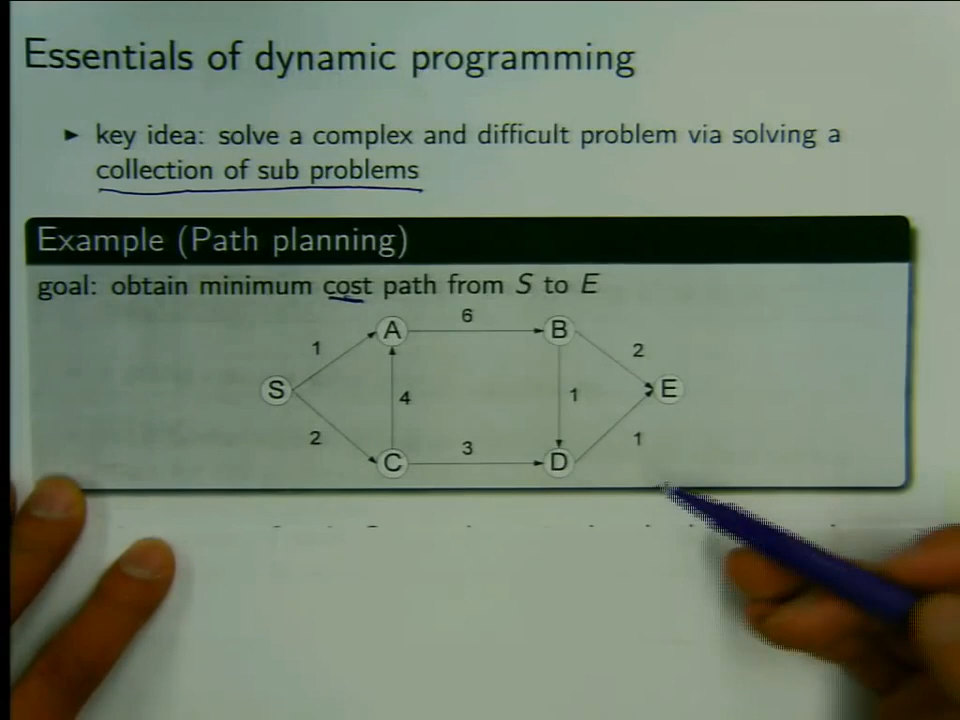 Essentials of dynamic programming
► key idea: solve a complex and difficult problem via solving a
collection of sub problems
Example (Path planning)
goal: obtain minimum cost path from S to E
6
A
B
1
2
S
4
1
E
2
3
1
C
D